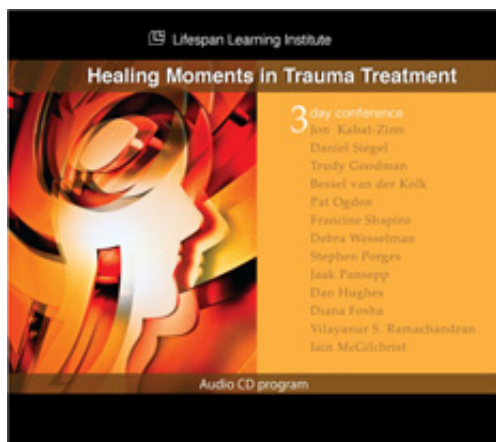 Lifespan Learning Institute
Healing Moments in Trauma Treatment
3 day conference
Jon Kabat-Zinn
Daniel Siegel
Trudy Goodman
Bessel van der Kolk
Pat Ogden
Francine Shapiro
Debra Wesselman
Stephen Porges
Jaak Pansepp
Dan Hughes
Diana Fosha
Vilayanur S. Ramachandran
Iain McGilchrist
Audio CD program